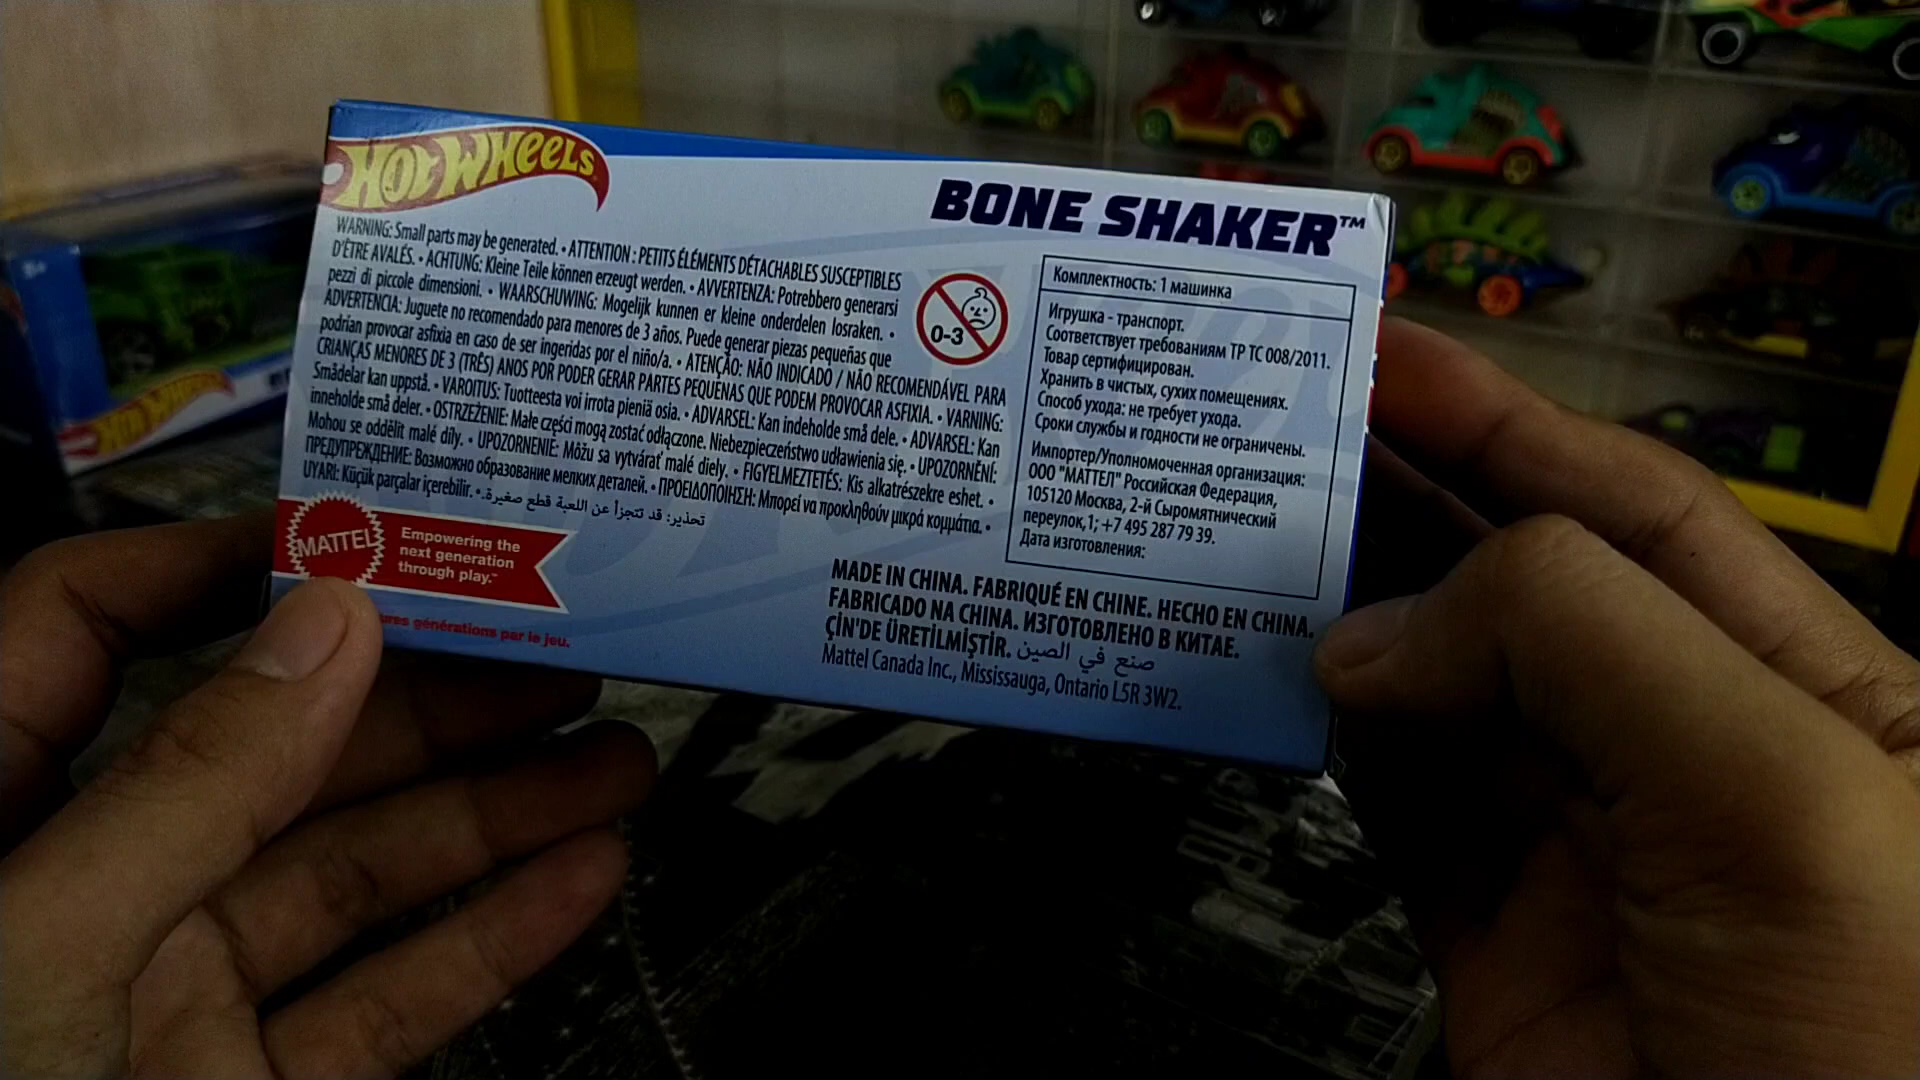 HOT WHEELS
BONE SHAKER™
WARNING: Small parts may be generated. • ATTENTION : PETITS ÉLÉMENTS DÉTACHABLES SUSCEPTIBLES
D'ÊTRE AVALÉS. • ACHTUNG: Kleine Teile können erzeugt werden. • AVVERTENZA: Potrebbero generarsi
pezzi di piccole dimensioni. • WAARSCHUWING: Mogelijk kunnen er kleine onderdelen losraken. •
ADVERTENCIA: Juguete no recomendado para menores de 3 años. Puede generar piezas pequeñas que
podrían provocar asfixia en caso de ser ingeridas por el niño/a. • ATENÇÃO: NÃO INDICADO / NÃO RECOMENDÁVEL PARA
CRIANÇAS MENORES DE 3 (TRÊS) ANOS POR PODER GERAR PARTES PEQUENAS QUE PODEM PROVOCAR ASFIXIA. • VARNING:
Smådelar kan uppstå. • VAROITUS: Tuotteesta voi irrota pieniä osia. • ADVARSEL: Kan indeholde små dele. • ADVARSEL: Kan
inneholde små deler. • OSTRZEŻENIE: Małe części mogą zostać odłączone. Niebezpieczeństwo udławienia się. • UPOZORNĚNÍ:
Mohou se oddělit malé díly. • UPOZORNENIE: Môžu sa vytvárať malé diely. • FIGYELMEZTETÉS: Kis alkatrészekre eshet. •
ПРЕДУПРЕЖДЕНИЕ: Возможно образование мелких деталей. • ΠΡΟΕΙΔΟΠΟΙΗΣΗ: Μπορεί να προκληθούν μικρά κομμάτια. •
UYARI: Küçük parçalar içerebilir. • تحذير: قد تتجزأ عن اللعبة قطع صغيرة.
0-3
Комплектность: 1 машинка
Игрушка - транспорт.
Соответствует требованиям ТР ТС 008/2011.
Товар сертифицирован.
Хранить в чистых, сухих помещениях.
Способ ухода: не требует ухода.
Сроки службы и годности не ограничены.
Импортер/Уполномоченная организация:
ООО "МАТТЕЛ" Российская Федерация,
105120 Москва, 2-й Сыромятнический
переулок,1; +7 495 287 79 39.
Дата изготовления:
MATTEL
Empowering the
next generation
through play.™
générations par le jeu.
MADE IN CHINA. FABRIQUÉ EN CHINE. HECHO EN CHINA.
FABRICADO NA CHINA. ИЗГОТОВЛЕНО В КИТАЕ.
ÇİN'DE ÜRETİLMİŞTİR. صنع في الصين
Mattel Canada Inc., Mississauga, Ontario L5R 3W2.
HOT WHEELS